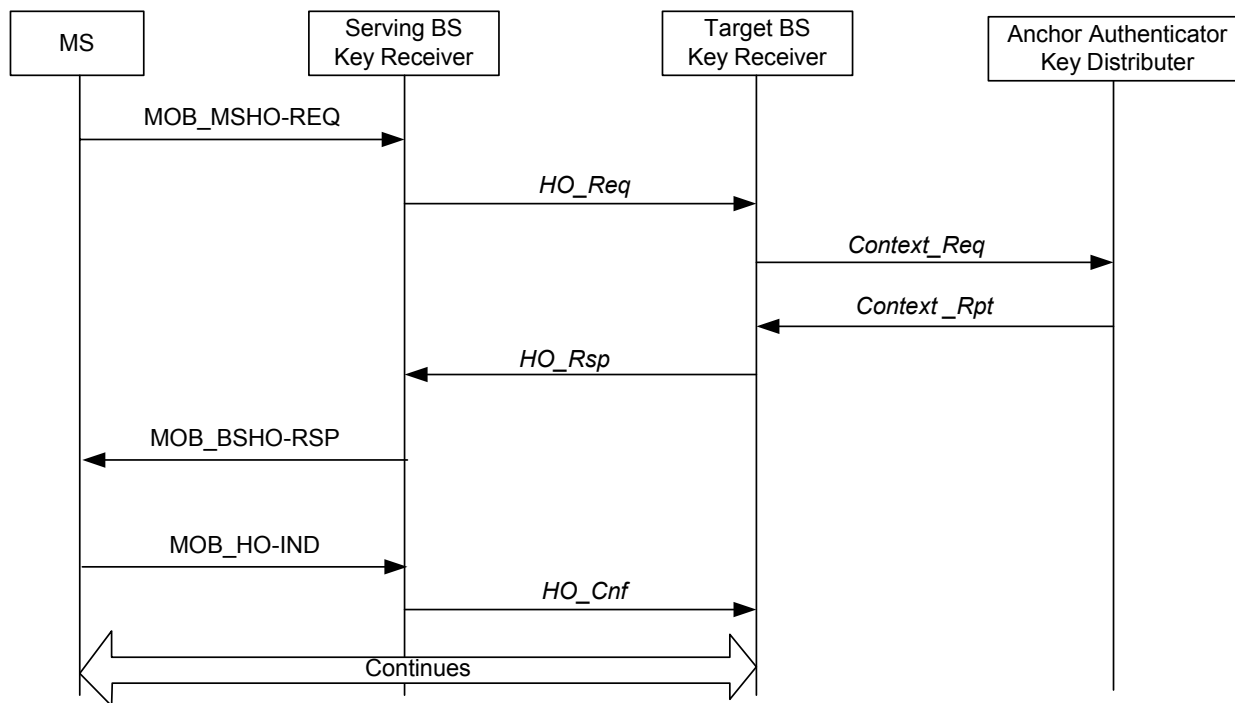 MS
Serving BS
Key Receiver
Target BS
Key Receiver
Anchor Authenticator
Key Distributer
MOB_MSHO-REQ
HO_Req
Context_Req
Context _Rpt
HO_Rsp
MOB_BSHO-RSP
MOB_HO-IND
HO_Cnf
Continues